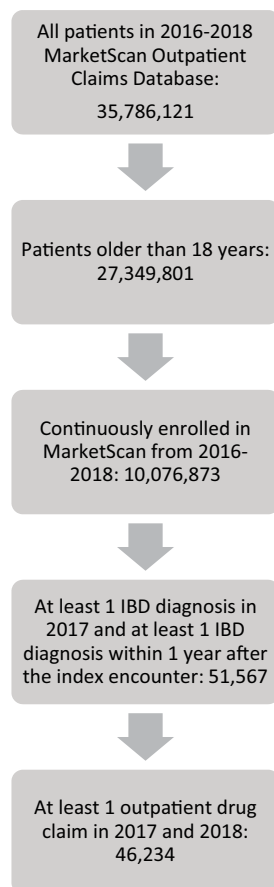 All patients in 2016-2018
MarketScan Outpatient
Claims Database:
35,786,121
Patients older than 18 years:
27,349,801
Continuously enrolled in
MarketScan from 2016-
2018: 10,076,873
At least 1 IBD diagnosis in
2017 and at least 1 IBD
diagnosis within 1 year after
the index encounter: 51,567
At least 1 outpatient drug
claim in 2017 and 2018:
46,234